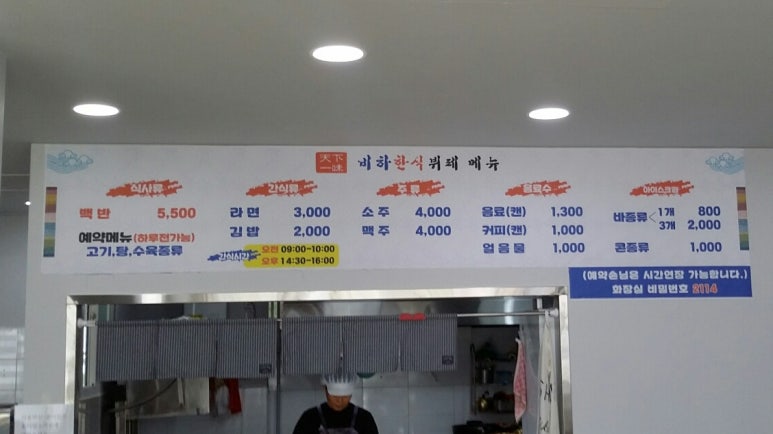 天下一味 비하한식뷔페 메뉴
식사류
백반 5,500
예약메뉴(하루전가능)
고기,탕,수육종류
간식류
라면 3,000
김밥 2,000
간식시간 오전 09:00~10:00
오후 14:30~16:00
주류
소주 4,000
맥주 4,000
음료수
음료(캔) 1,300
커피(캔) 1,000
얼음물 1,000
아이스크림
바종류< 1개 800
3개 2,000
콘종류 1,000
(예약손님은 시간연장 가능합니다.)
화장실 비밀번호 2114